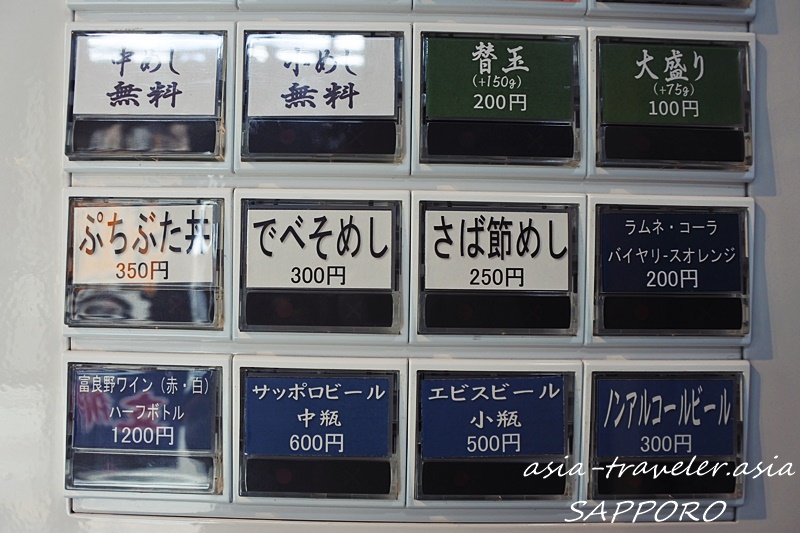 中めし
無料
小めし
無料
替玉
(+150g)
200円
大盛り
(+75g)
100円
ぷちぶた丼
350円
でべそめし
300円
さば節めし
250円
ラムネ・コーラ
バイヤリースオレンジ
200円
富良野ワイン（赤・白）
ハーフボトル
1200円
サッポロビール
中瓶
600円
エビスビール
小瓶
500円
ノンアルコールビール
300円
asia-traveler.asia
SAPPORO